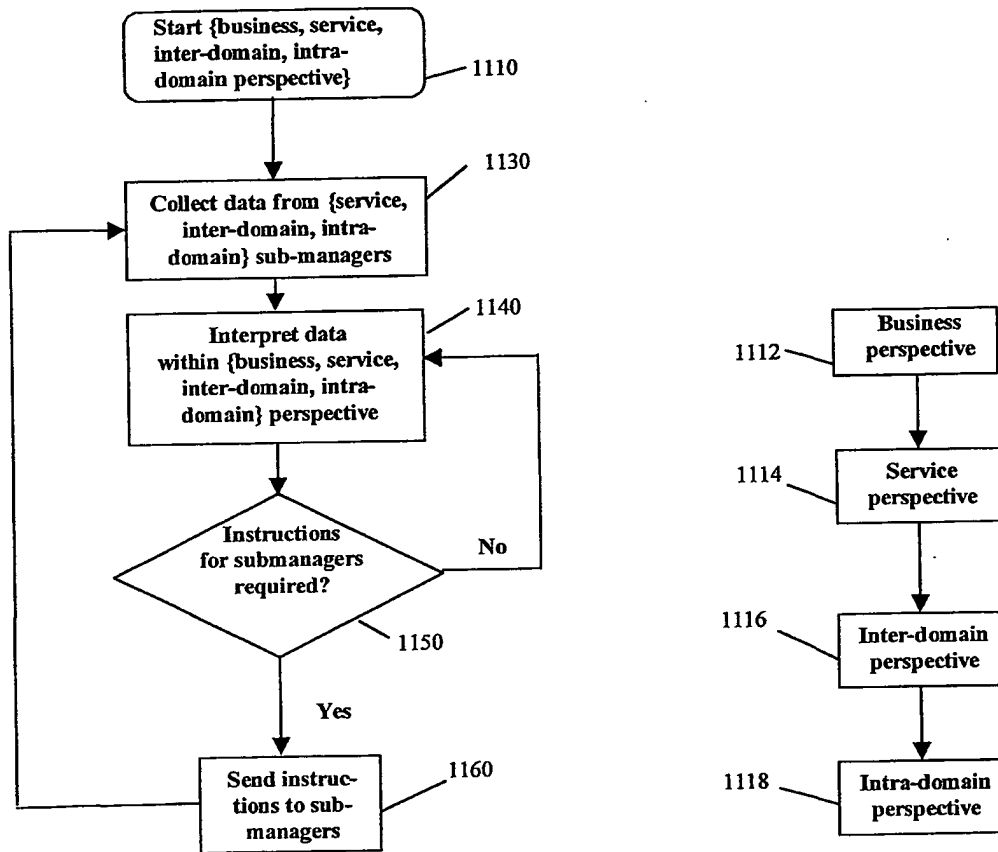 Start {business, service,
inter-domain, intra-
domain perspective}
1110
1130
Collect data from {service,
inter-domain, intra-
domain} sub-managers
1140
Interpret data
within {business, service,
inter-domain, intra-
domain} perspective
Instructions
for submanagers
required?
No
1150
Yes
Send instruc-
tions to sub-
managers
1160
Business
perspective
1112
Service
perspective
1114
1116
Inter-domain
perspective
1118
Intra-domain
perspective